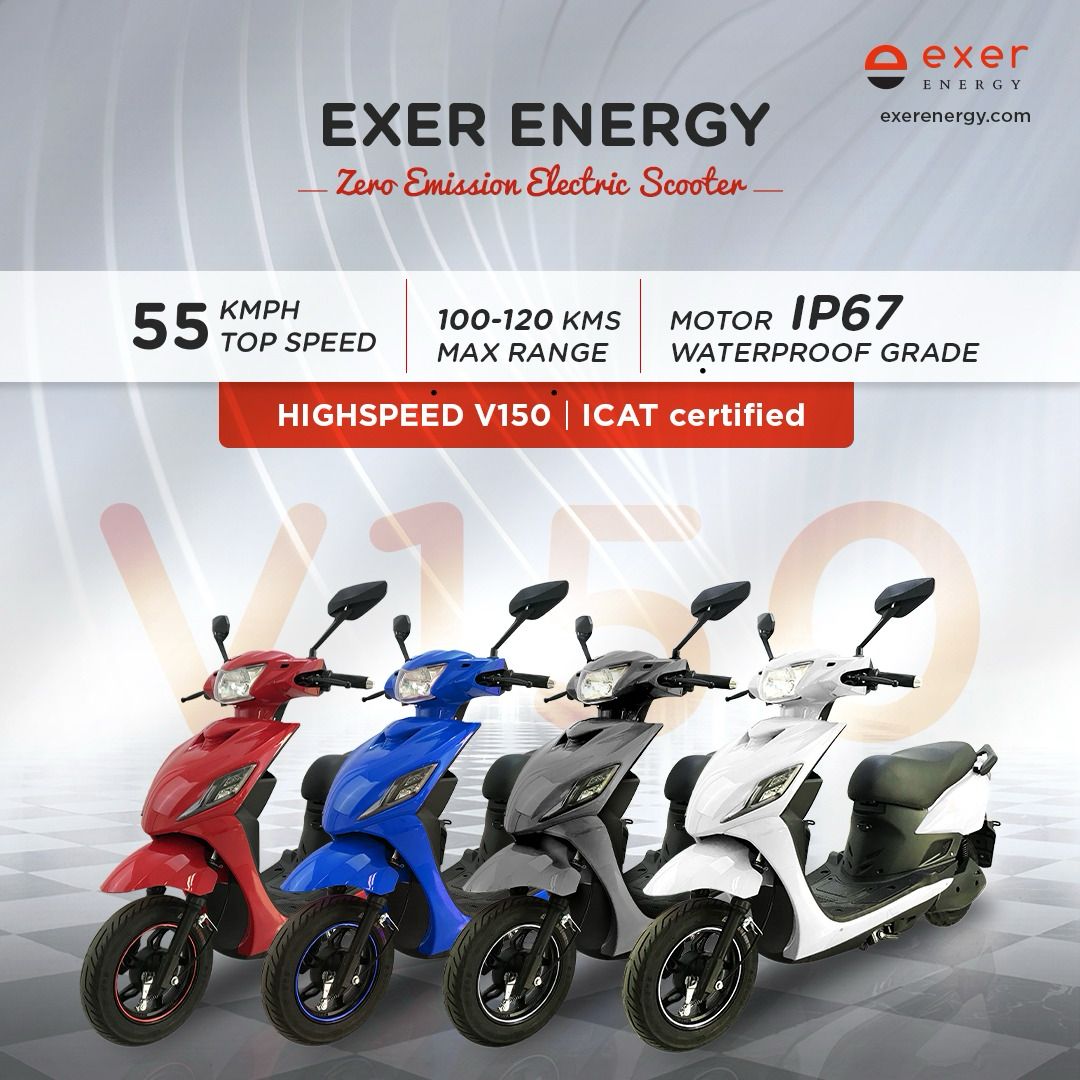 exer
ENERGY
exerenergy.com
EXER ENERGY
Zero Emission Electric Scooter
55 KMPH
TOP SPEED
100-120 KMS
MAX RANGE
MOTOR IP67
WATERPROOF GRADE
HIGHSPEED V150 | ICAT certified
V150